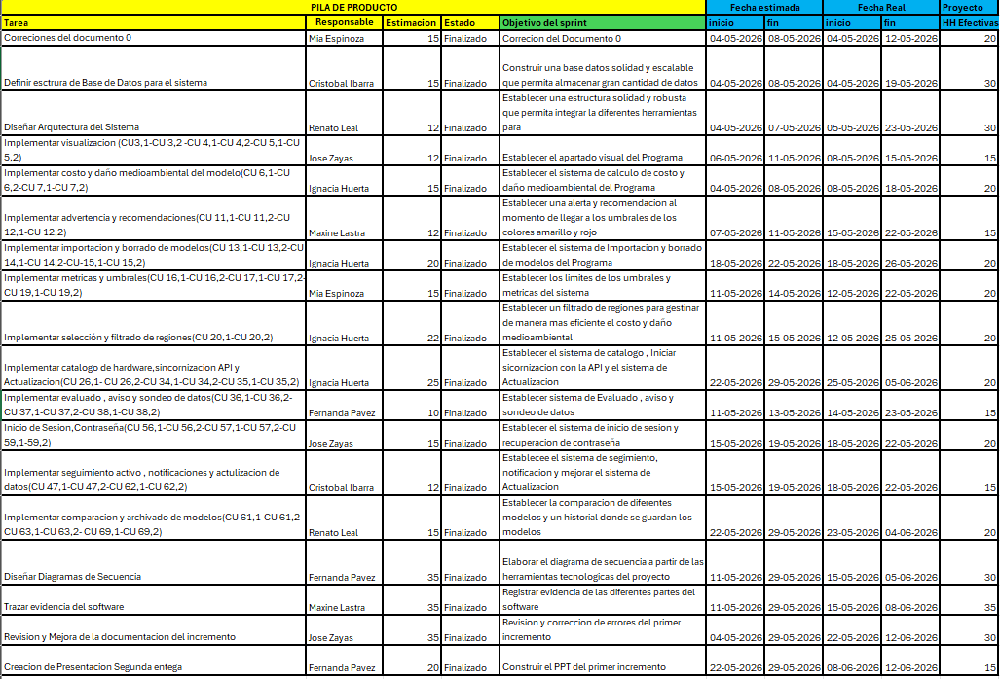 PILA DE PRODUCTO Fecha estimada Fecha Real Proyecto
Tarea Responsable Estimacion Estado Objetivo del sprint inicio fin inicio fin HH Efectivas
Correciones del documento 0 Mia Espinoza 15 Finalizado Correcion del Documento 0 04-05-2026 08-05-2026 04-05-2026 12-05-2026 20
Construir una base datos solidad y escalable
Definir esctrura de Base de Datos para el sistema Cristobal Ibarra 15 Finalizado que permita almacenar gran cantidad de datos 04-05-2026 08-05-2026 04-05-2026 19-05-2026 30
Establecer una estructura solidad y robusta
que permita integrar la diferentes herramientas
Diseñar Arqutectura del Sistema Renato Leal 12 Finalizado para 04-05-2026 07-05-2026 05-05-2026 23-05-2026 30
Implementar visualizacion (CU3,1-CU 3,2 -CU 4,1-CU 4,2-CU 5,1-CU
5,2) Jose Zayas 12 Finalizado Establecer el apartado visual del Programa 06-05-2026 11-05-2026 08-05-2026 15-05-2026 15
Implementar costo y daño medioambiental del modelo(CU 6,1-CU Establecer el sistema de calculo de costo y
6,2-CU 7,1-CU 7,2) Ignacia Huerta 15 Finalizado daño medioambiental del Programa 04-05-2026 08-05-2026 08-05-2026 18-05-2026 20
Establecer una alerta y recomendacion al
Implementar advertencia y recomendaciones(CU 11,1-CU 11,2-CU momento de llegar a los umbrales de los
12,1-CU 12,2) Maxine Lastra 12 Finalizado colores amarillo y rojo 07-05-2026 11-05-2026 15-05-2026 22-05-2026 15
Implementar importacion y borrado de modelos(CU 13,1-CU 13,2-CU Establecer el sistema de Importacion y borrado
14,1-CU 14,2-CU-15,1-CU 15,2) Ignacia Huerta 20 Finalizado de modelos del Programa 18-05-2026 22-05-2026 18-05-2026 26-05-2026 20
Implementar metricas y umbrales(CU 16,1-CU 16,2-CU 17,1-CU 17,2- Establecer los limites de los umbrales y
CU 19,1-CU 19,2) Mia Espinoza 15 Finalizado metricas del sistema 11-05-2026 14-05-2026 12-05-2026 22-05-2026 20
Establecer un filtrado de regiones para gestinar
de manera mas eficiente el costo y daño
Implementar selección y filtrado de regiones(CU 20,1-CU 20,2) Ignacia Huerta 22 Finalizado medioambiental 11-05-2026 15-05-2026 12-05-2026 25-05-2026 20
Establecer el sistema de catalogo , Iniciar
Implementar catalogo de hardware,sincornizacion API y sicornizacion con la API y el sistema de
Actualizacion(CU 26,1- CU 26,2-CU 34,1-CU 34,2-CU 35,1-CU 35,2) Ignacia Huerta 25 Finalizado Actualizacion 22-05-2026 29-05-2026 25-05-2026 05-06-2026 20
Implementar evaluado , aviso y sondeo de datos(CU 36,1-CU 36,2- Establecer sistema de Evaluado , aviso y
CU 37,1-CU 37,2-CU 38,1-CU 38,2) Fernanda Pavez 10 Finalizado sondeo de datos 11-05-2026 13-05-2026 14-05-2026 23-05-2026 15
Inicio de Sesion,Contraseña(CU 56,1-CU 56,2-CU 57,1-CU 57,2-CU Establecer el sistema de inicio de sesion y
59,1-59,2) Jose Zayas 15 Finalizado recuperacion de contraseña 15-05-2026 19-05-2026 18-05-2026 22-05-2026 20
Establecee el sistema de segimiento,
Implementar seguimiento activo , notificaciones y actulizacion de notificacion y mejorar el sistema de
datos(CU 47,1-CU 47,2-CU 62,1-CU 62,2) Cristobal Ibarra 12 Finalizado Actualizacion 15-05-2026 19-05-2026 18-05-2026 22-05-2026 15
Establecer la comparacion de diferentes
Implementar comparacion y archivado de modelos(CU 61,1-CU 61,2- modelos y un historial donde se guardan los
CU 63,1-CU 63,2- CU 69,1-CU 69,2) Renato Leal 15 Finalizado modelos 22-05-2026 29-05-2026 23-05-2026 04-06-2026 20
Elaborar el diagrama de secuencia a partir de las
Diseñar Diagramas de Secuencia Fernanda Pavez 35 Finalizado herramientas tecnologicas del proyecto 11-05-2026 29-05-2026 15-05-2026 05-06-2026 30
Registrar evidencia de las diferentes partes del
Trazar evidencia del software Maxine Lastra 35 Finalizado software 11-05-2026 29-05-2026 15-05-2026 08-06-2026 35
Revision y correccion de errores del primer
Revision y Mejora de la documentacion del incremento Jose Zayas 35 Finalizado incremento 04-05-2026 29-05-2026 22-05-2026 12-06-2026 30
Creacion de Presentacion Segunda entega Fernanda Pavez 20 Finalizado Construir el PPT del primer incremento 22-05-2026 29-05-2026 08-06-2026 12-06-2026 15